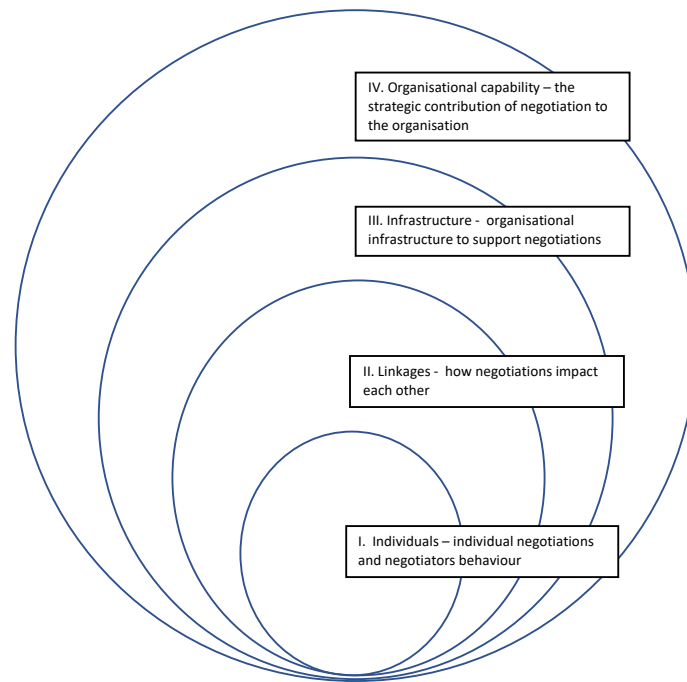 IV. Organisational capability – the
strategic contribution of negotiation to
the organisation
III. Infrastructure - organisational
infrastructure to support negotiations
II. Linkages - how negotiations impact
each other
I. Individuals – individual negotiations
and negotiators behaviour